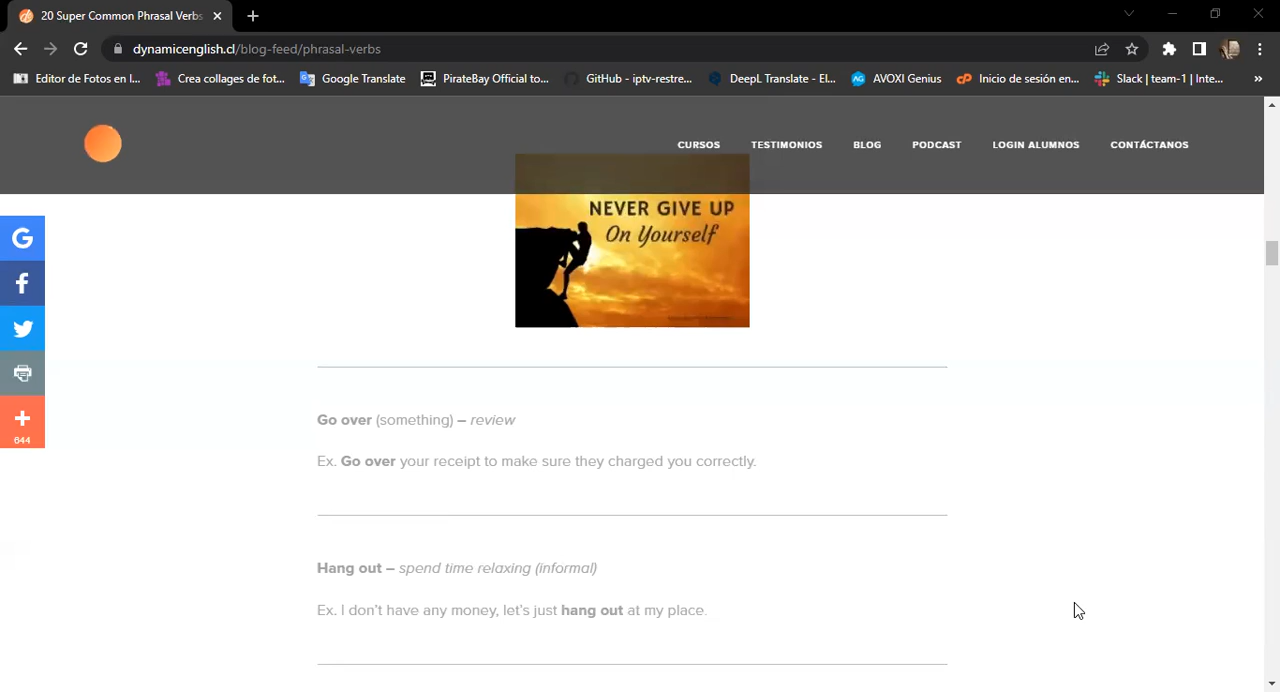 20 Super Common Phrasal Verbs
dynamicenglish.cl/blog-feed/phrasal-verbs
Editor de Fotos en l...
Crea collages de fot...
Google Translate
PirateBay Official to...
GitHub - iptv-restre...
DeepL Translate - El...
AVOXI Genius
Inicio de sesión en...
Slack | team-1 | Inte...
CURSOS
TESTIMONIOS
BLOG
PODCAST
LOGIN ALUMNOS
CONTÁCTANOS
NEVER GIVE UP
On Yourself
644
Go over (something) – review
Ex. Go over your receipt to make sure they charged you correctly.
Hang out – spend time relaxing (informal)
Ex. I don't have any money, let's just hang out at my place.